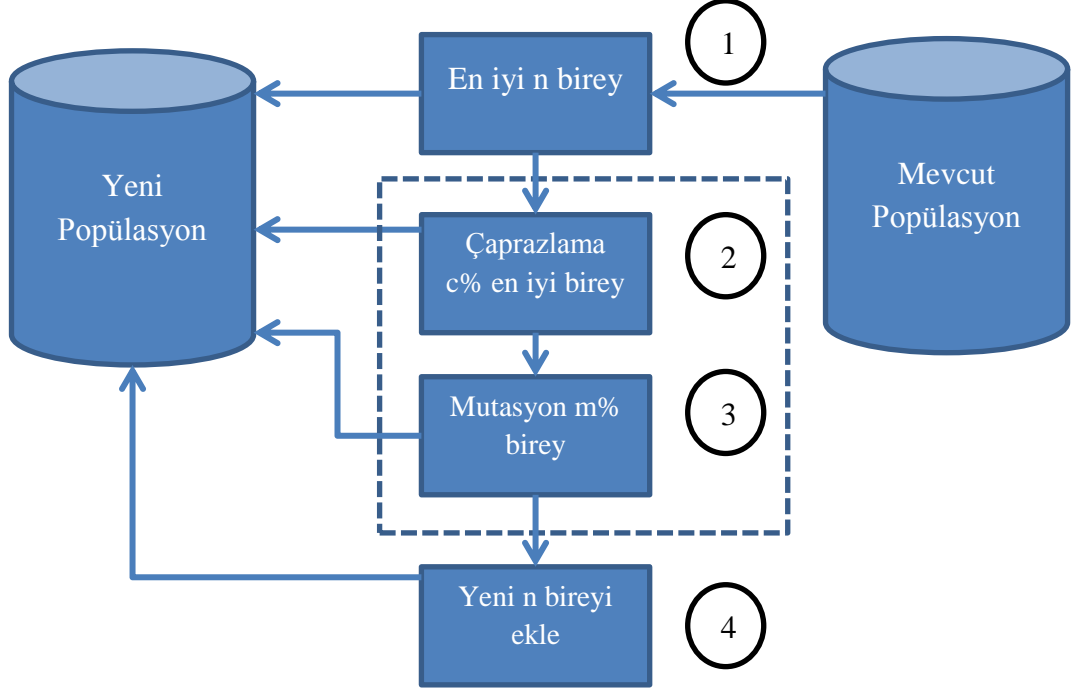 1
En iyi n birey
Yeni
Popülasyon
Mevcut
Popülasyon
Çaprazlama
c% en iyi birey
2
Mutasyon m%
birey
3
Yeni n bireyi
ekle
4